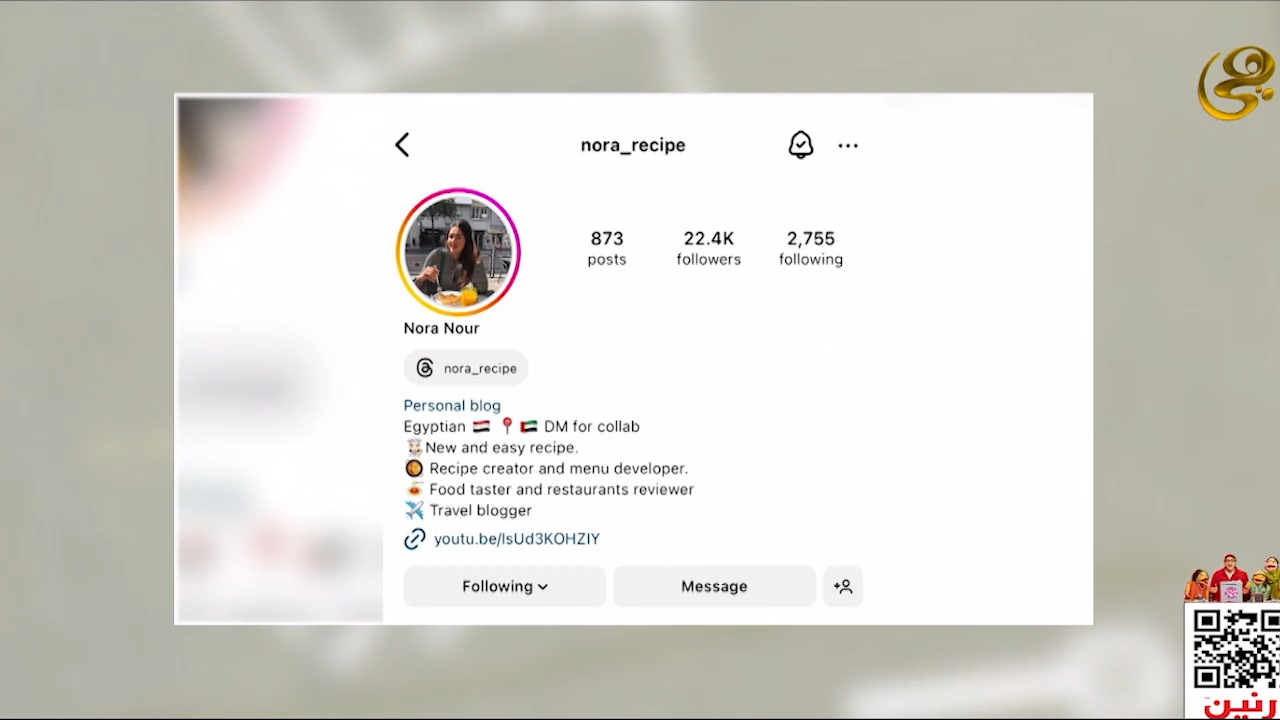 nora_recipe
873 22.4K 2,755
posts followers following
Nora Nour
nora_recipe
Personal blog
Egyptian 🇪🇬 📍 🇦🇪 DM for collab
👨‍🍳New and easy recipe.
🥘 Recipe creator and menu developer.
🍝 Food taster and restaurants reviewer
✈️ Travel blogger
youtu.be/IsUd3KOHZIY
Following
Message
رنين